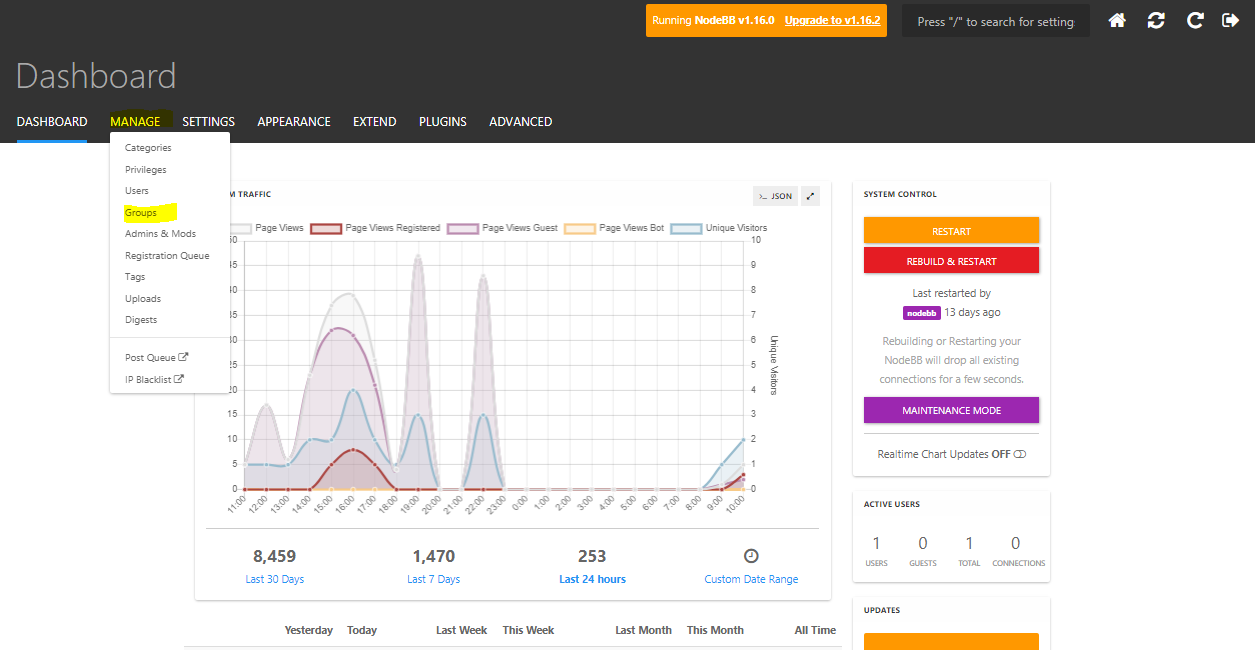 Running NodeBB v1.16.0 Upgrade to v1.16.2
Press "/" to search for setting
Dashboard
DASHBOARD MANAGE SETTINGS APPEARANCE EXTEND PLUGINS ADVANCED
Categories
Privileges
Users
Groups
Admins & Mods
Registration Queue
Tags
Uploads
Digests
Post Queue
IP Blacklist
TRAFFIC
>_ JSON
Page Views Page Views Registered Page Views Guest Page Views Bot Unique Visitors
50 10
45 9
40 8
35 7
30 6
25 5
20 4
15 3
10 2
5 1
0 0
Unique Visitors
11:00 12:00 13:00 14:00 15:00 16:00 17:00 18:00 19:00 20:00 21:00 22:00 23:00 0:00 1:00 2:00 3:00 4:00 5:00 6:00 7:00 8:00 9:00 10:00
8,459 1,470 253
Last 30 Days Last 7 Days Last 24 hours Custom Date Range
Yesterday Today Last Week This Week Last Month This Month All Time
SYSTEM CONTROL
RESTART
REBUILD & RESTART
Last restarted by
nodebb 13 days ago
Rebuilding or Restarting your
NodeBB will drop all existing
connections for a few seconds.
MAINTENANCE MODE
Realtime Chart Updates OFF
ACTIVE USERS
1 0 1 0
USERS GUESTS TOTAL CONNECTIONS
UPDATES